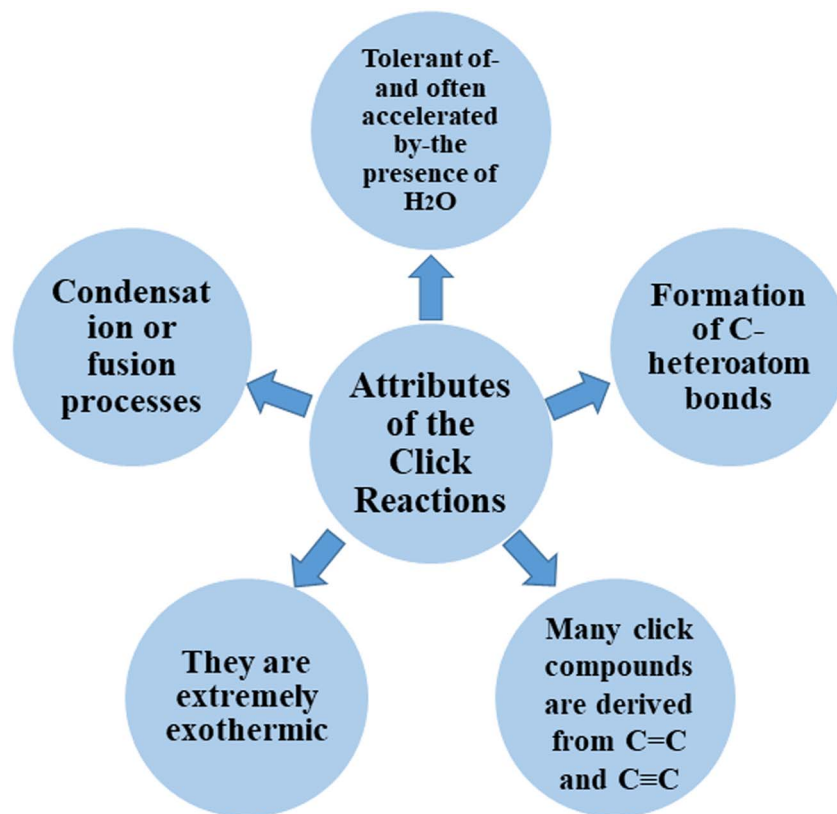 Tolerant of-
and often
accelerated
by-the
presence of
H₂O
Condensat
ion or
fusion
processes
Formation
of C-
heteroatom
bonds
Attributes
of the
Click
Reactions
They are
extremely
exothermic
Many click
compounds
are derived
from C=C
and C≡C